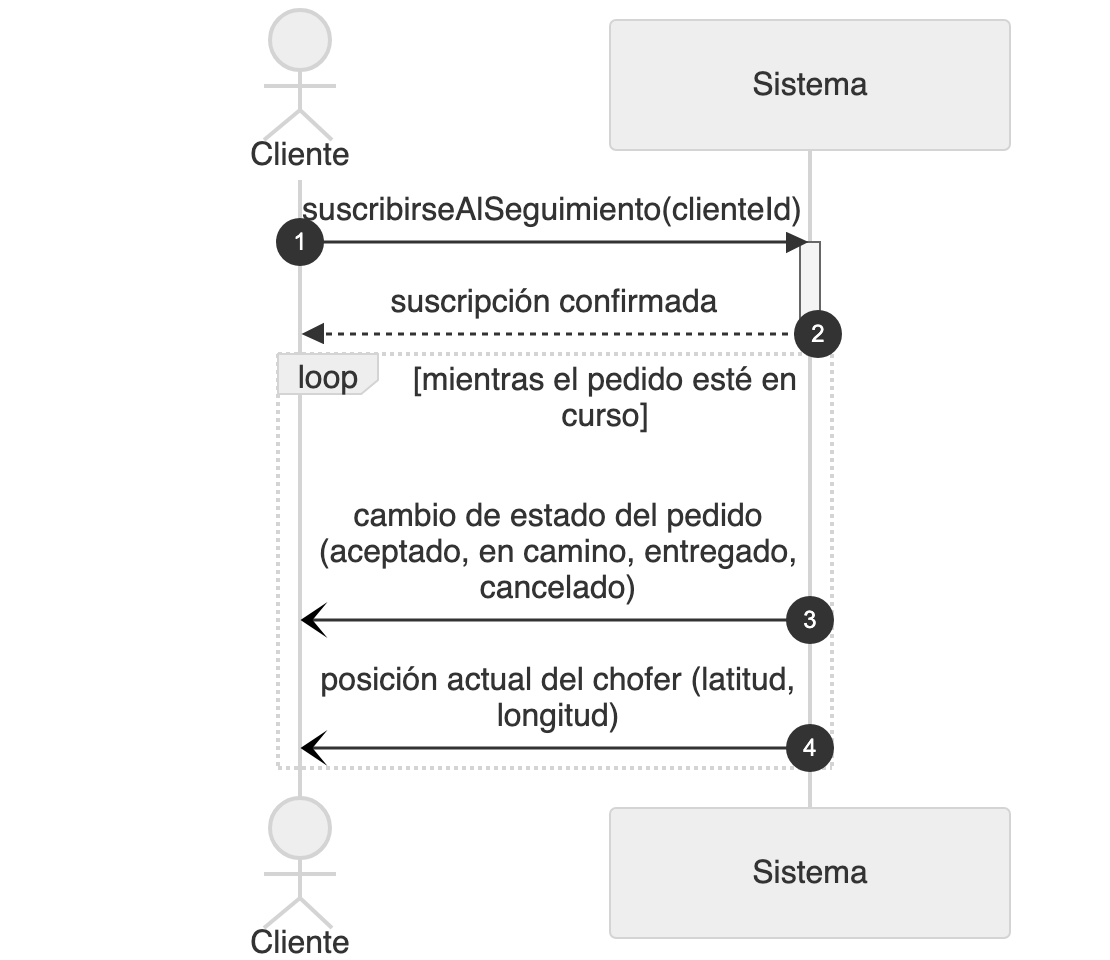 Cliente
Sistema
suscribirseAlSeguimiento(clienteId)
1
suscripción confirmada
2
loop
[mientras el pedido esté en
curso]
cambio de estado del pedido
(aceptado, en camino, entregado,
cancelado)
3
posición actual del chofer (latitud,
longitud)
4
Cliente
Sistema